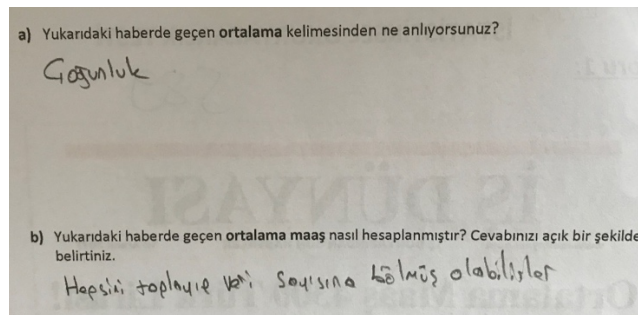 a) Yukarıdaki haberde geçen ortalama kelimesinden ne anlıyorsunuz?
Çoğunluk
İŞ DÜNYASI
b) Yukarıdaki haberde geçen ortalama maaş nasıl hesaplanmıştır? Cevabınızı açık bir şekilde
belirtiniz.
Hepsini toplayıp veri sayısına bölmüş olabilirler